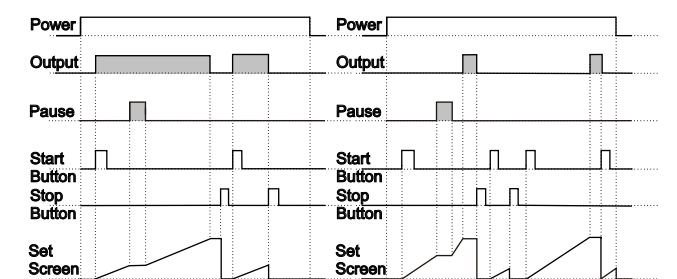 Power
Output
Pause
Start
Button
Stop
Button
Set
Screen
Power
Output
Pause
Start
Button
Stop
Button
Set
Screen